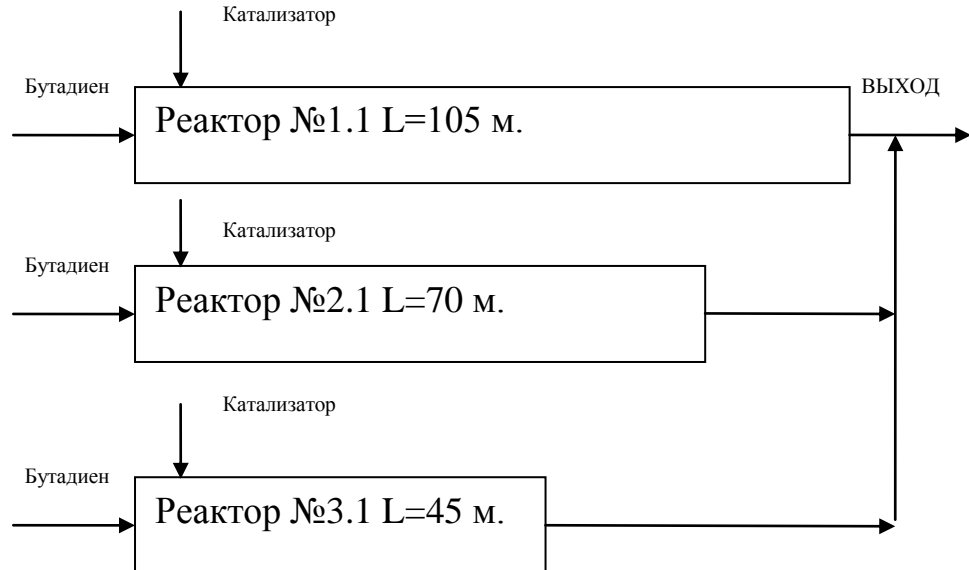 Катализатор
Бутадиен
ВЫХОД
Реактор №1.1 L=105 м.
Катализатор
Бутадиен
Реактор №2.1 L=70 м.
Катализатор
Бутадиен
Реактор №3.1 L=45 м.